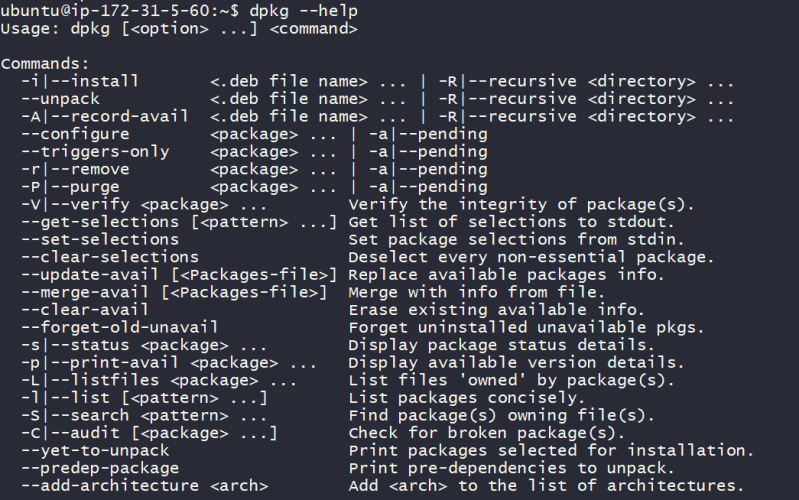 ubuntu@ip-172-31-5-60:~$ dpkg --help
Usage: dpkg [<option> ...] <command>

Commands:
  -i|--install       <.deb file name> ... | -R|--recursive <directory> ...
  --unpack           <.deb file name> ... | -R|--recursive <directory> ...
  -A|--record-avail  <.deb file name> ... | -R|--recursive <directory> ...
  --configure        <package> ... | -a|--pending
  --triggers-only    <package> ... | -a|--pending
  -r|--remove        <package> ... | -a|--pending
  -P|--purge         <package> ... | -a|--pending
  -V|--verify <package> ...        Verify the integrity of package(s).
  --get-selections [<pattern> ...] Get list of selections to stdout.
  --set-selections                 Set package selections from stdin.
  --clear-selections               Deselect every non-essential package.
  --update-avail [<Packages-file>] Replace available packages info.
  --merge-avail [<Packages-file>]  Merge with info from file.
  --clear-avail                    Erase existing available info.
  --forget-old-unavail             Forget uninstalled unavailable pkgs.
  -s|--status <package> ...        Display package status details.
  -p|--print-avail <package> ...   Display available version details.
  -L|--listfiles <package> ...     List files 'owned' by package(s).
  -l|--list [<pattern> ...]        List packages concisely.
  -S|--search <pattern> ...        Find package(s) owning file(s).
  -C|--audit [<package> ...]       Check for broken package(s).
  --yet-to-unpack                  Print packages selected for installation.
  --predep-package                 Print pre-dependencies to unpack.
  --add-architecture <arch>        Add <arch> to the list of architectures.